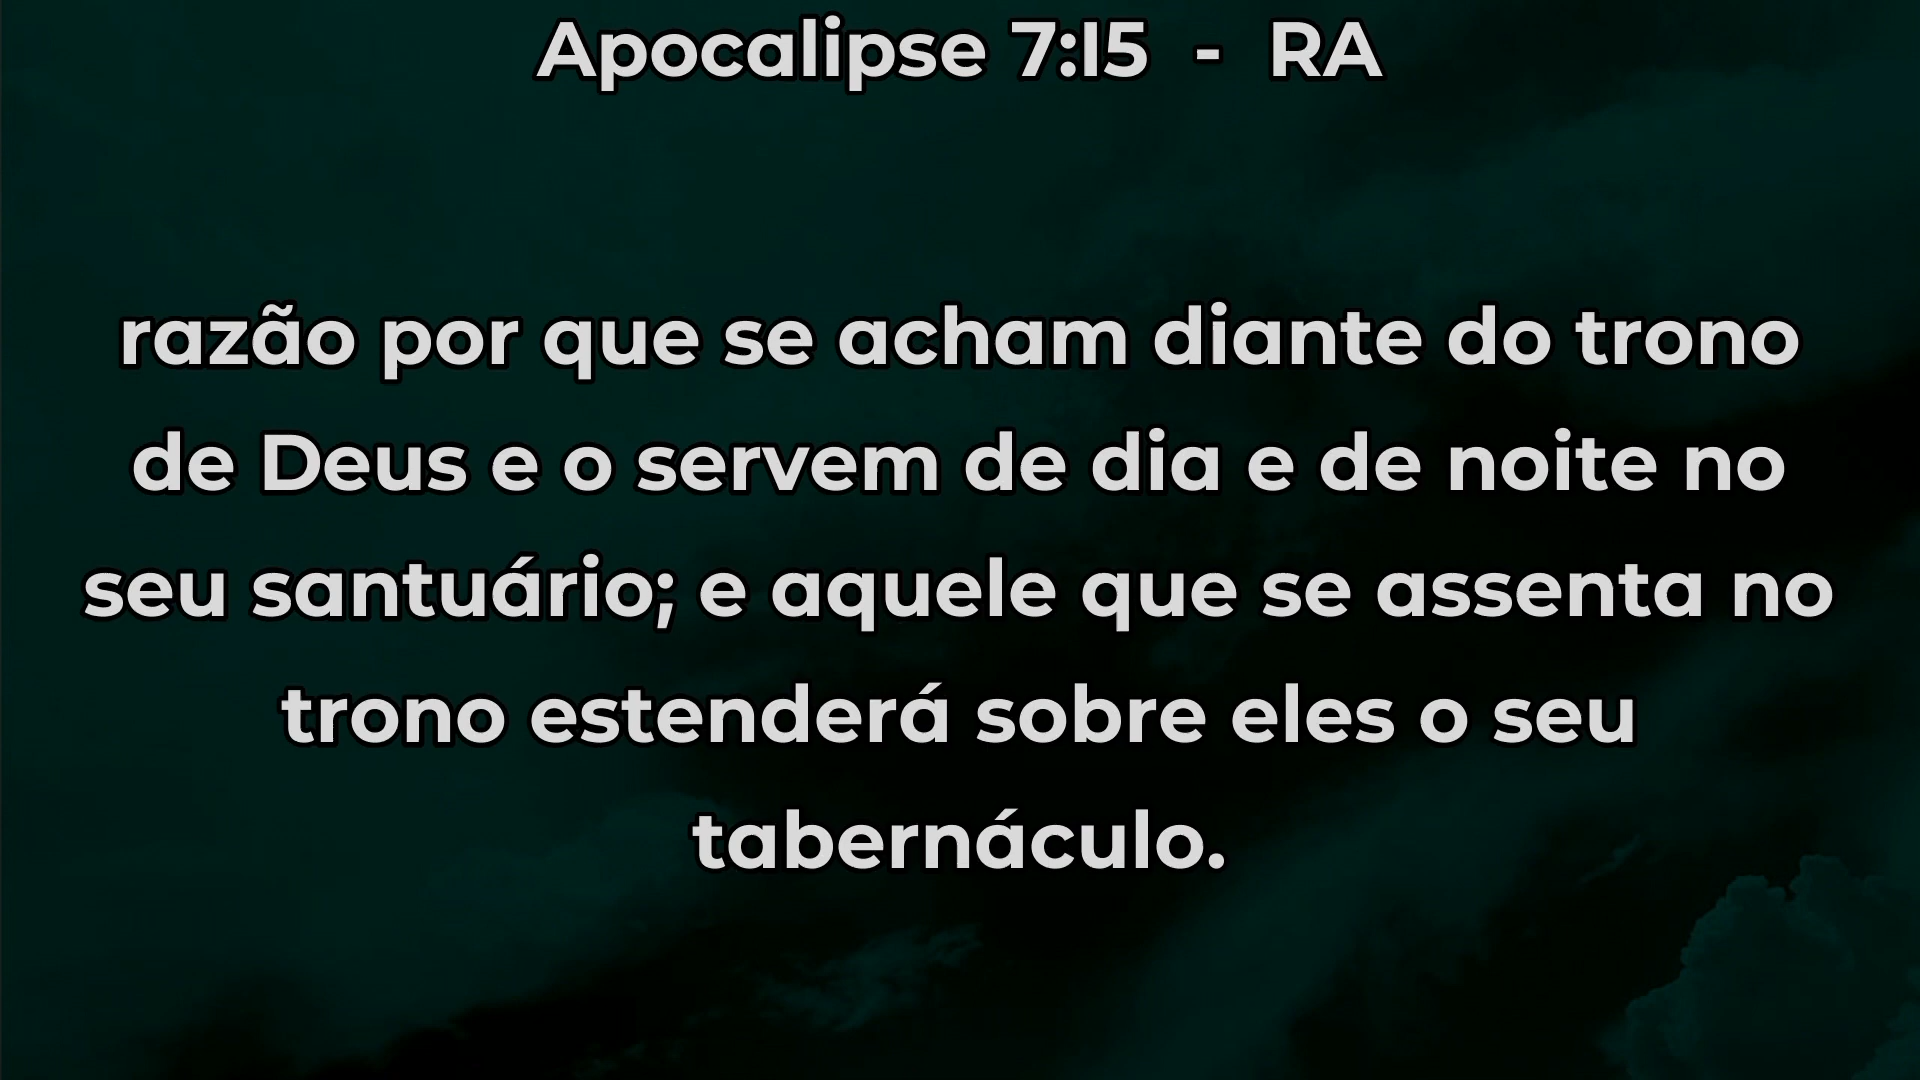 Apocalipse 7:15 - RA
razão por que se acham diante do trono
de Deus e o servem de dia e de noite no
seu santuário; e aquele que se assenta no
trono estenderá sobre eles o seu
tabernáculo.